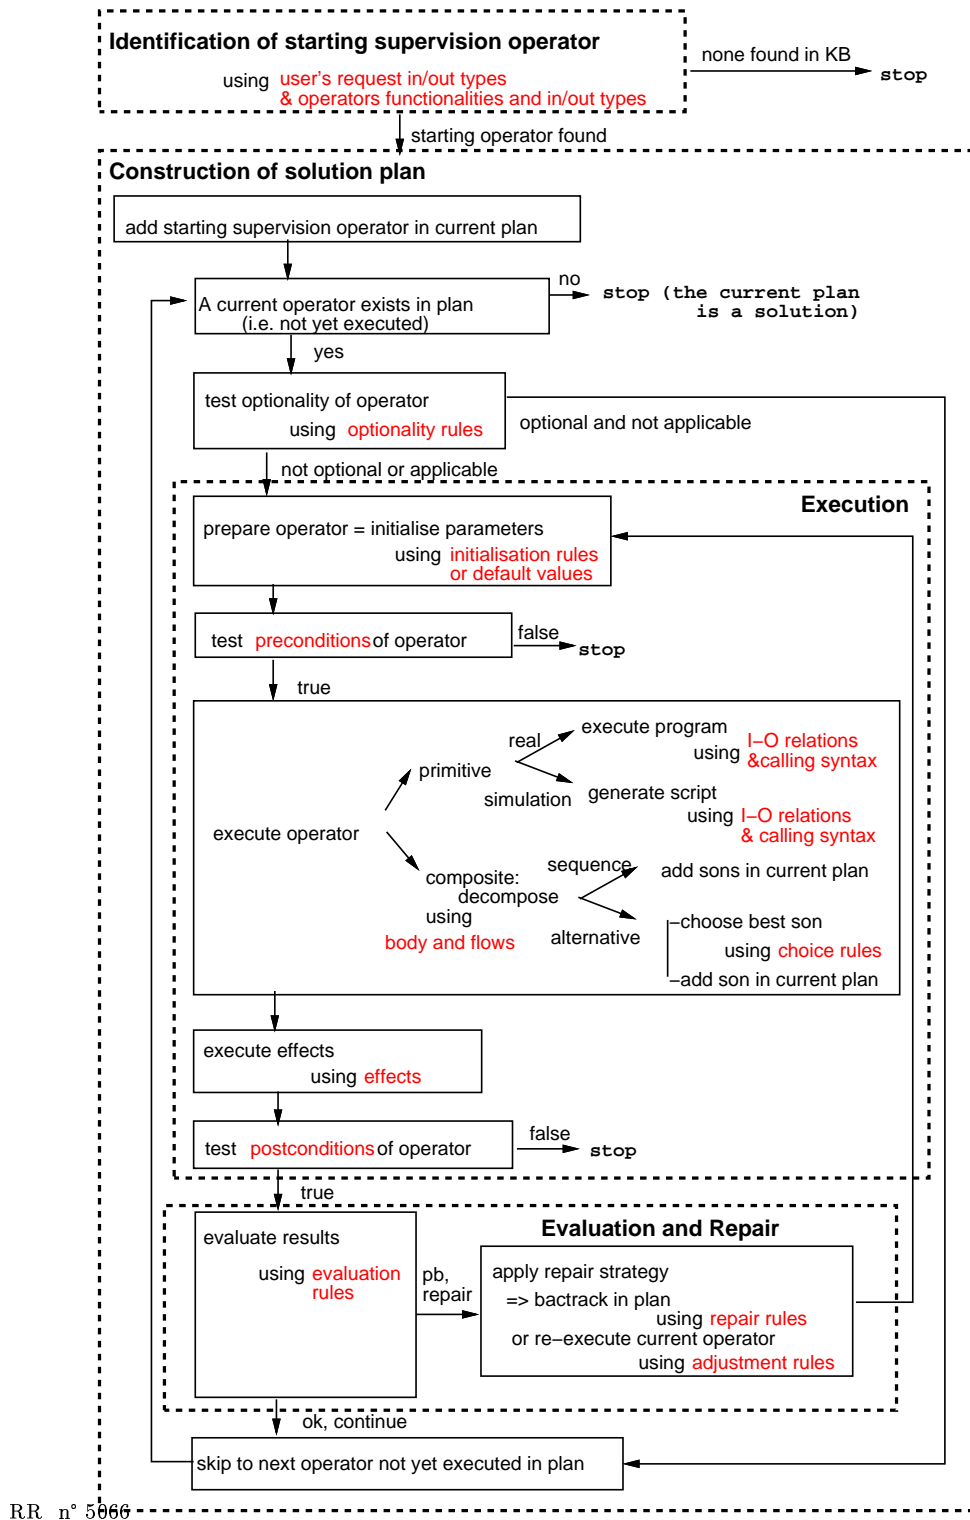 Identification of starting supervision operator
using user's request in/out types
& operators functionalities and in/out types
none found in KB
stop
starting operator found
Construction of solution plan
add starting supervision operator in current plan
A current operator exists in plan
(i.e. not yet executed)
no
stop (the current plan
is a solution)
yes
test optionality of operator
using optionality rules
optional and not applicable
not optional or applicable
Execution
prepare operator = initialise parameters
using initialisation rules
or default values
test preconditions of operator
false
stop
true
execute operator
primitive
real
execute program
using I-O relations
&calling syntax
simulation
generate script
using I-O relations
& calling syntax
composite:
decompose
using
body and flows
sequence
add sons in current plan
alternative
-choose best son
using choice rules
-add son in current plan
execute effects
using effects
test postconditions of operator
false
stop
true
Evaluation and Repair
evaluate results
using evaluation
rules
pb,
repair
apply repair strategy
=> bactrack in plan
using repair rules
or re-execute current operator
using adjustment rules
ok, continue
skip to next operator not yet executed in plan
RR n° 5066